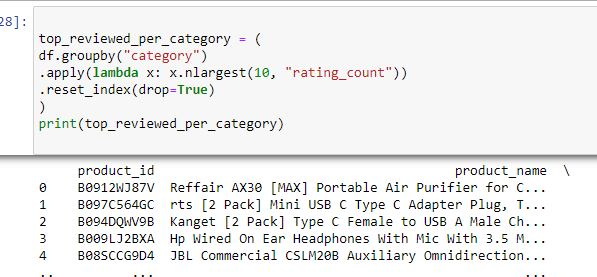 28]:
top_reviewed_per_category = (
df.groupby("category")
.apply(lambda x: x.nlargest(10, "rating_count"))
.reset_index(drop=True)
)
print(top_reviewed_per_category)
product_id product_name \
0 B0912WJ87V Reffair AX30 [MAX] Portable Air Purifier for C...
1 B097C564GC rts [2 Pack] Mini USB C Type C Adapter Plug, T...
2 B094DQWV9B Kanget [2 Pack] Type C Female to USB A Male Ch...
3 B009LJ2BXA Hp Wired On Ear Headphones With Mic With 3.5 M...
4 B08SCCG9D4 JBL Commercial CSLM20B Auxiliary Omnidirection...
.. ... ...